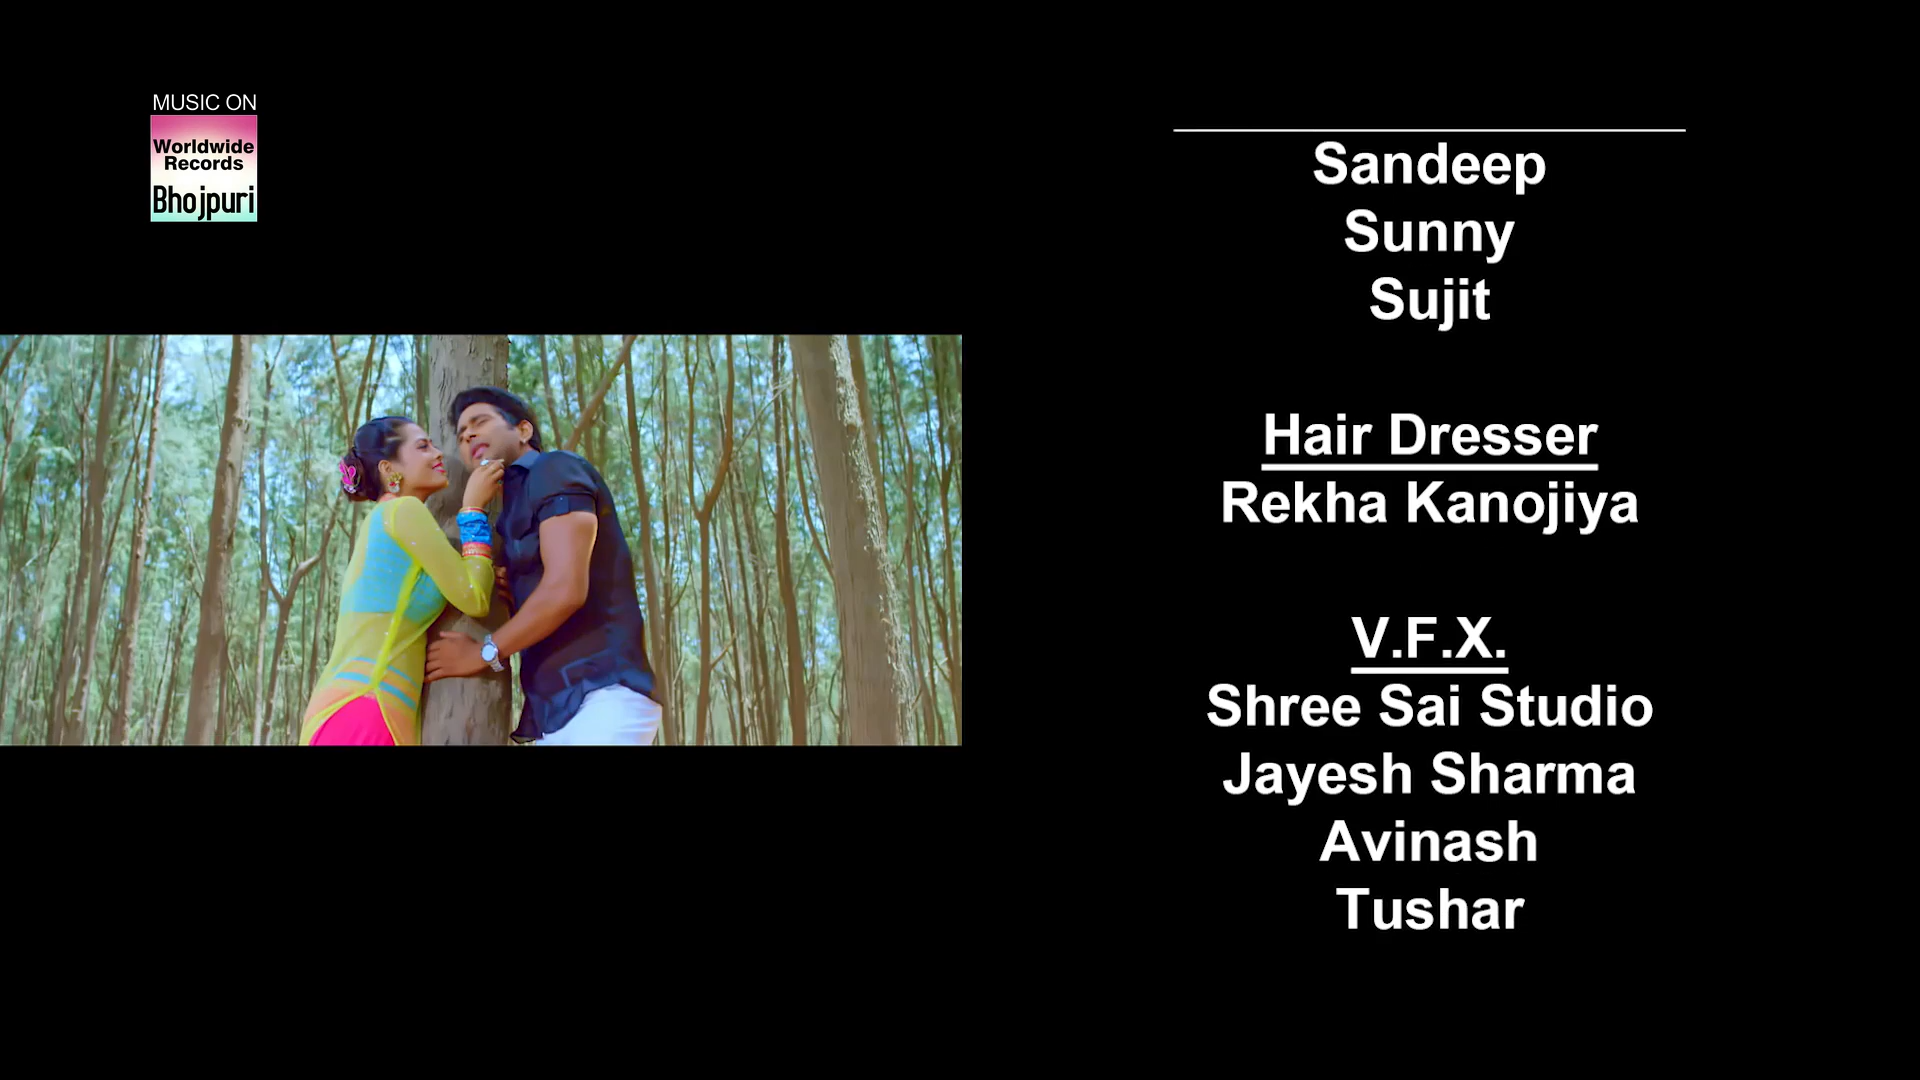 MUSIC ON
Worldwide
Records
Bhojpuri
Sandeep
Sunny
Sujit
Hair Dresser
Rekha Kanojiya
V.F.X.
Shree Sai Studio
Jayesh Sharma
Avinash
Tushar